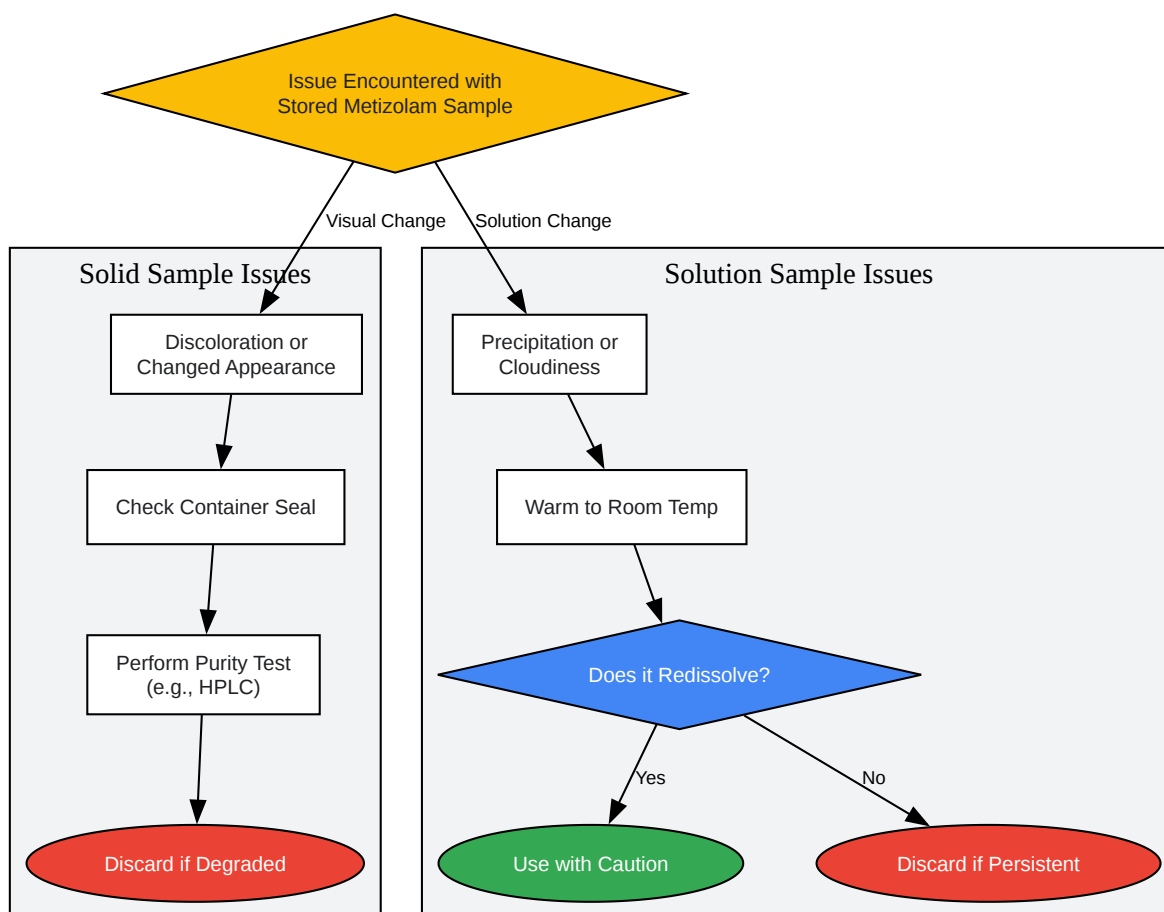 Issue Encountered with
Stored Metizolam Sample
Visual Change
Solution Change
Solid Sample Issues
Discoloration or
Changed Appearance
Check Container Seal
Perform Purity Test
(e.g., HPLC)
Discard if Degraded
Solution Sample Issues
Precipitation or
Cloudiness
Warm to Room Temp
Does it Redissolve?
Yes
No
Use with Caution
Discard if Persistent